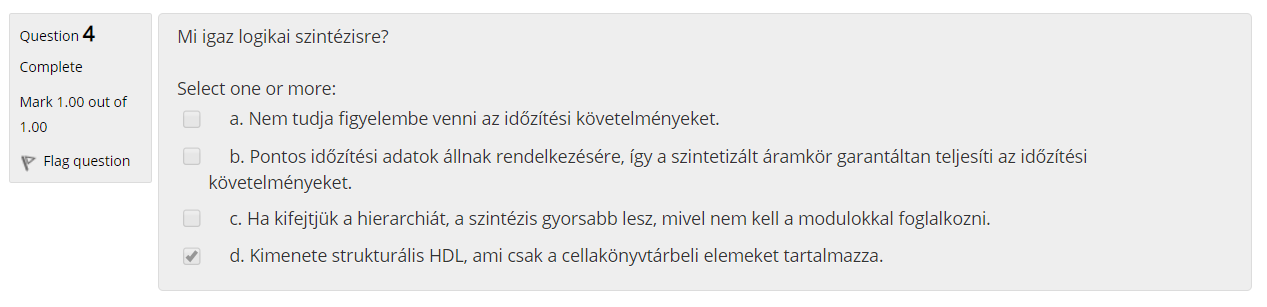 Question 4
Complete
Mark 1.00 out of
1.00
Flag question
Mi igaz logikai szintézisre?
Select one or more:
a. Nem tudja figyelembe venni az időzítési követelményeket.
b. Pontos időzítési adatok állnak rendelkezésére, így a szintetizált áramkör garantáltan teljesíti az időzítési
követelményeket.
c. Ha kifejtjük a hierarchiát, a szintézis gyorsabb lesz, mivel nem kell a modulokkal foglalkozni.
d. Kimenete strukturális HDL, ami csak a cellakönyvtárbeli elemeket tartalmazza.